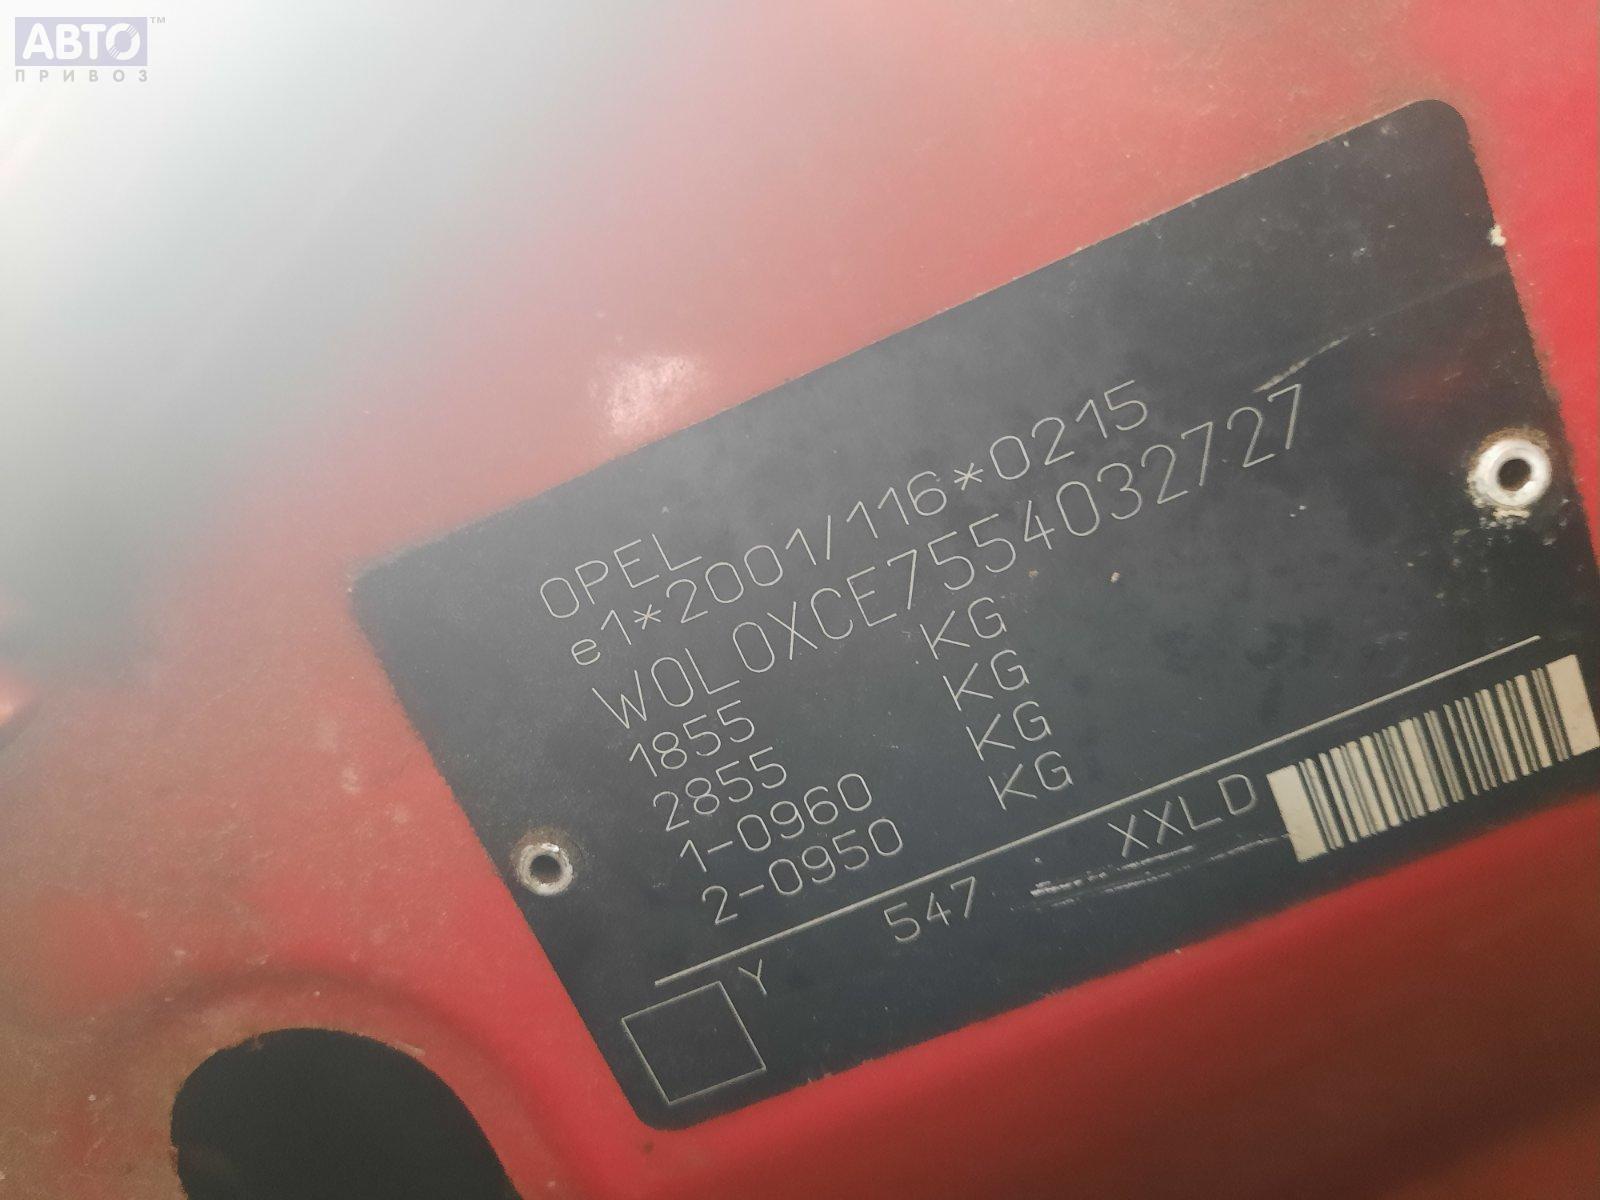 АВТО™
ПРИВОЗ
OPEL
e1*2001/116*0215
W0L0XCE7554032727
1855 KG
2855 KG
1-0960 KG
2-0950 KG
Y 547 XXLD